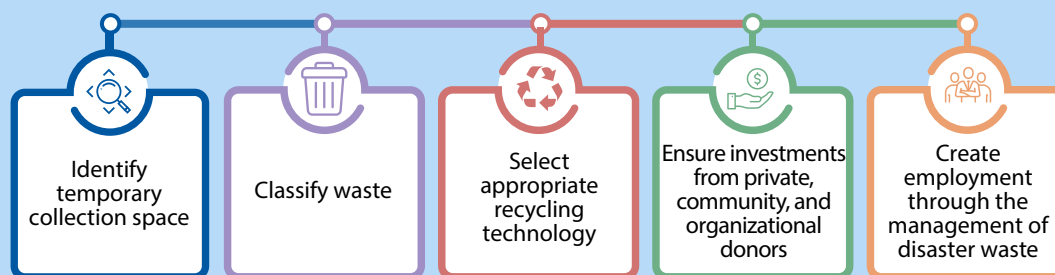 Identify
temporary
collection space
Classify waste
Select
appropriate
recycling
technology
Ensure investments
from private,
community, and
organizational
donors
Create
employment
through the
management of
disaster waste